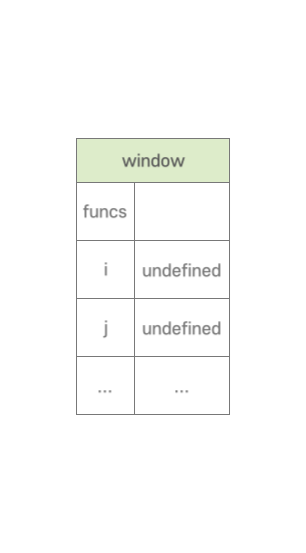 window
funcs
i undefined
j undefined
... ...